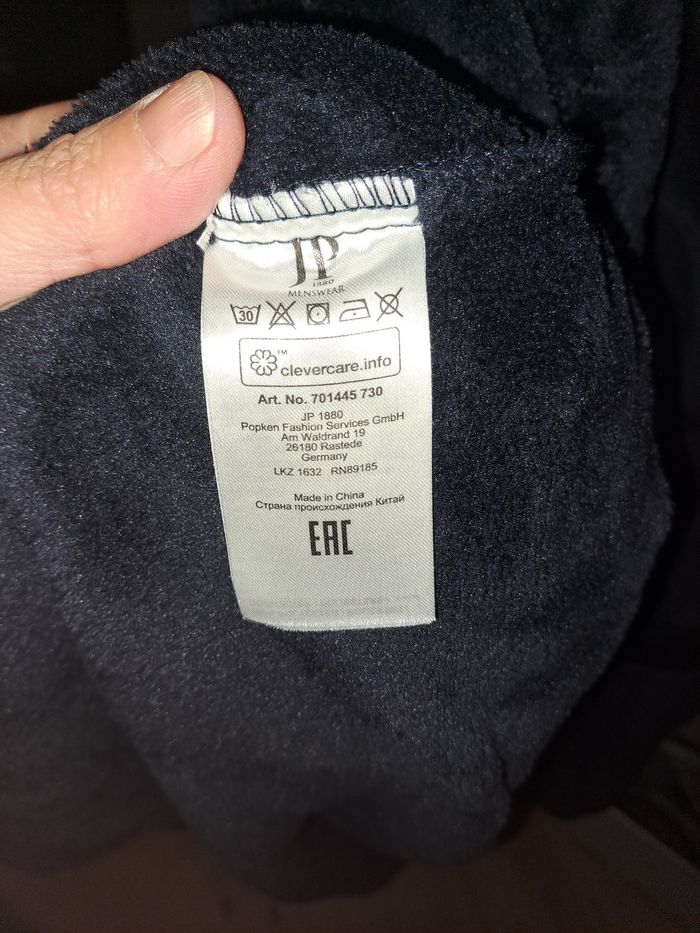 JP
1880
MENSWEAR
30
™
clevercare.info
Art. No. 701445 730
JP 1880
Popken Fashion Services GmbH
Am Waldrand 19
26180 Rastede
Germany
LKZ 1632 RN89185
Made in China
Страна происхождения Китай
EAC